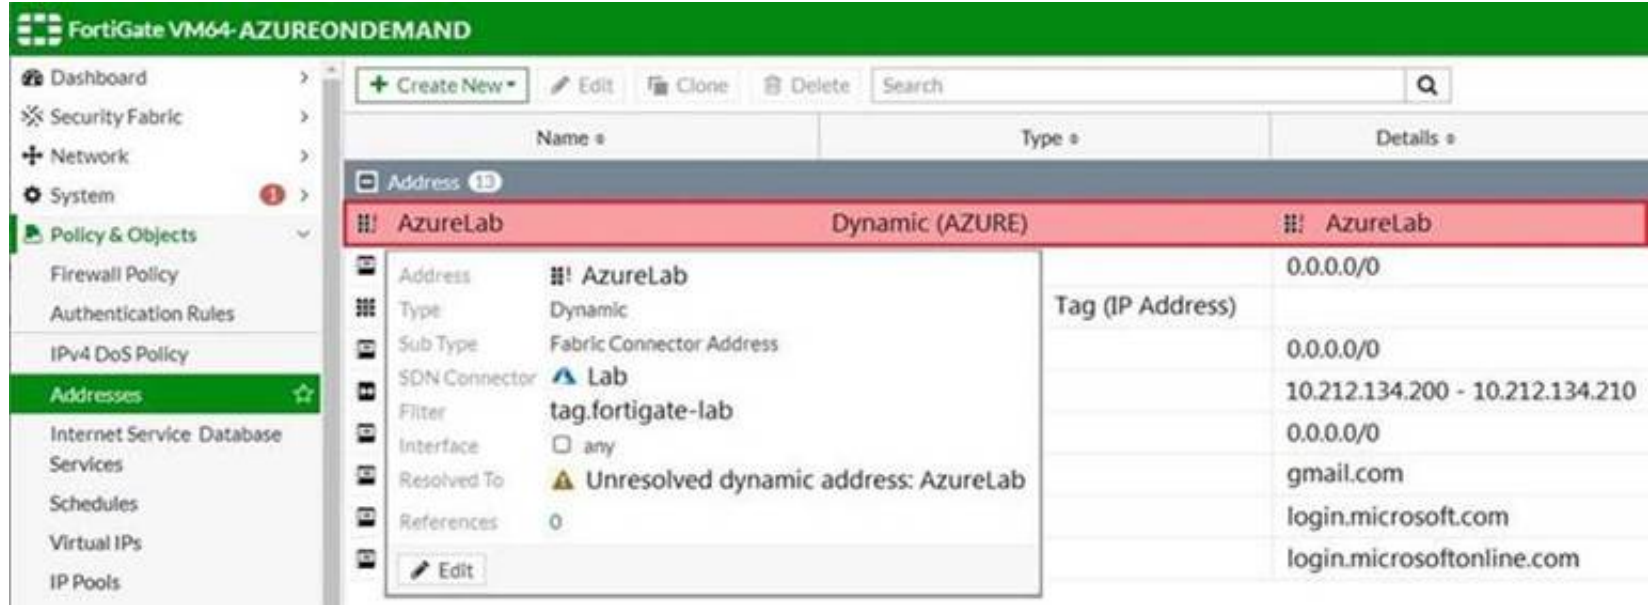 FortiGate VM64-AZUREONDEMAND
Dashboard
Security Fabric
Network
System 1
Policy & Objects
Firewall Policy
Authentication Rules
IPv4 DoS Policy
Addresses
Internet Service Database
Services
Schedules
Virtual IPs
IP Pools
+ Create New Edit Clone Delete Search
Name Type Details
Address 13
AzureLab Dynamic (AZURE) AzureLab
Address AzureLab
Type Dynamic
Sub Type Fabric Connector Address
SDN Connector Lab
Filter tag.fortigate-lab
Interface any
Resolved To Unresolved dynamic address: AzureLab
References 0
Edit
0.0.0.0/0
Tag (IP Address)
0.0.0.0/0
10.212.134.200 - 10.212.134.210
0.0.0.0/0
gmail.com
login.microsoft.com
login.microsoftonline.com